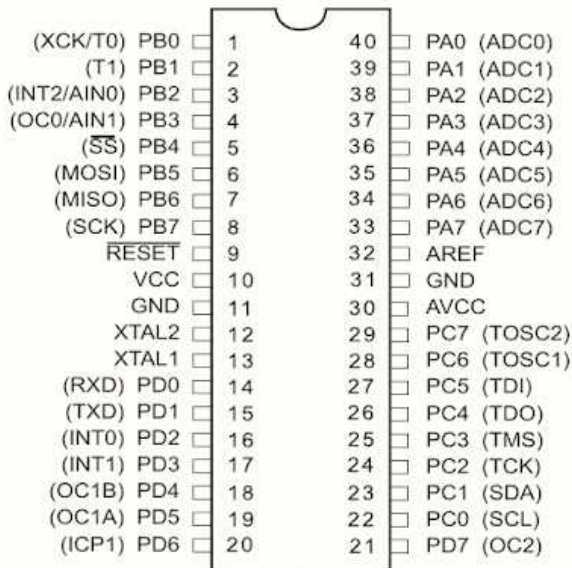 (XCK/T0) PB0 1 40 PA0 (ADC0)
(T1) PB1 2 39 PA1 (ADC1)
(INT2/AIN0) PB2 3 38 PA2 (ADC2)
(OC0/AIN1) PB3 4 37 PA3 (ADC3)
(S̅S̅) PB4 5 36 PA4 (ADC4)
(MOSI) PB5 6 35 PA5 (ADC5)
(MISO) PB6 7 34 PA6 (ADC6)
(SCK) PB7 8 33 PA7 (ADC7)
R̅E̅S̅E̅T̅ 9 32 AREF
VCC 10 31 GND
GND 11 30 AVCC
XTAL2 12 29 PC7 (TOSC2)
XTAL1 13 28 PC6 (TOSC1)
(RXD) PD0 14 27 PC5 (TDI)
(TXD) PD1 15 26 PC4 (TDO)
(INT0) PD2 16 25 PC3 (TMS)
(INT1) PD3 17 24 PC2 (TCK)
(OC1B) PD4 18 23 PC1 (SDA)
(OC1A) PD5 19 22 PC0 (SCL)
(ICP1) PD6 20 21 PD7 (OC2)